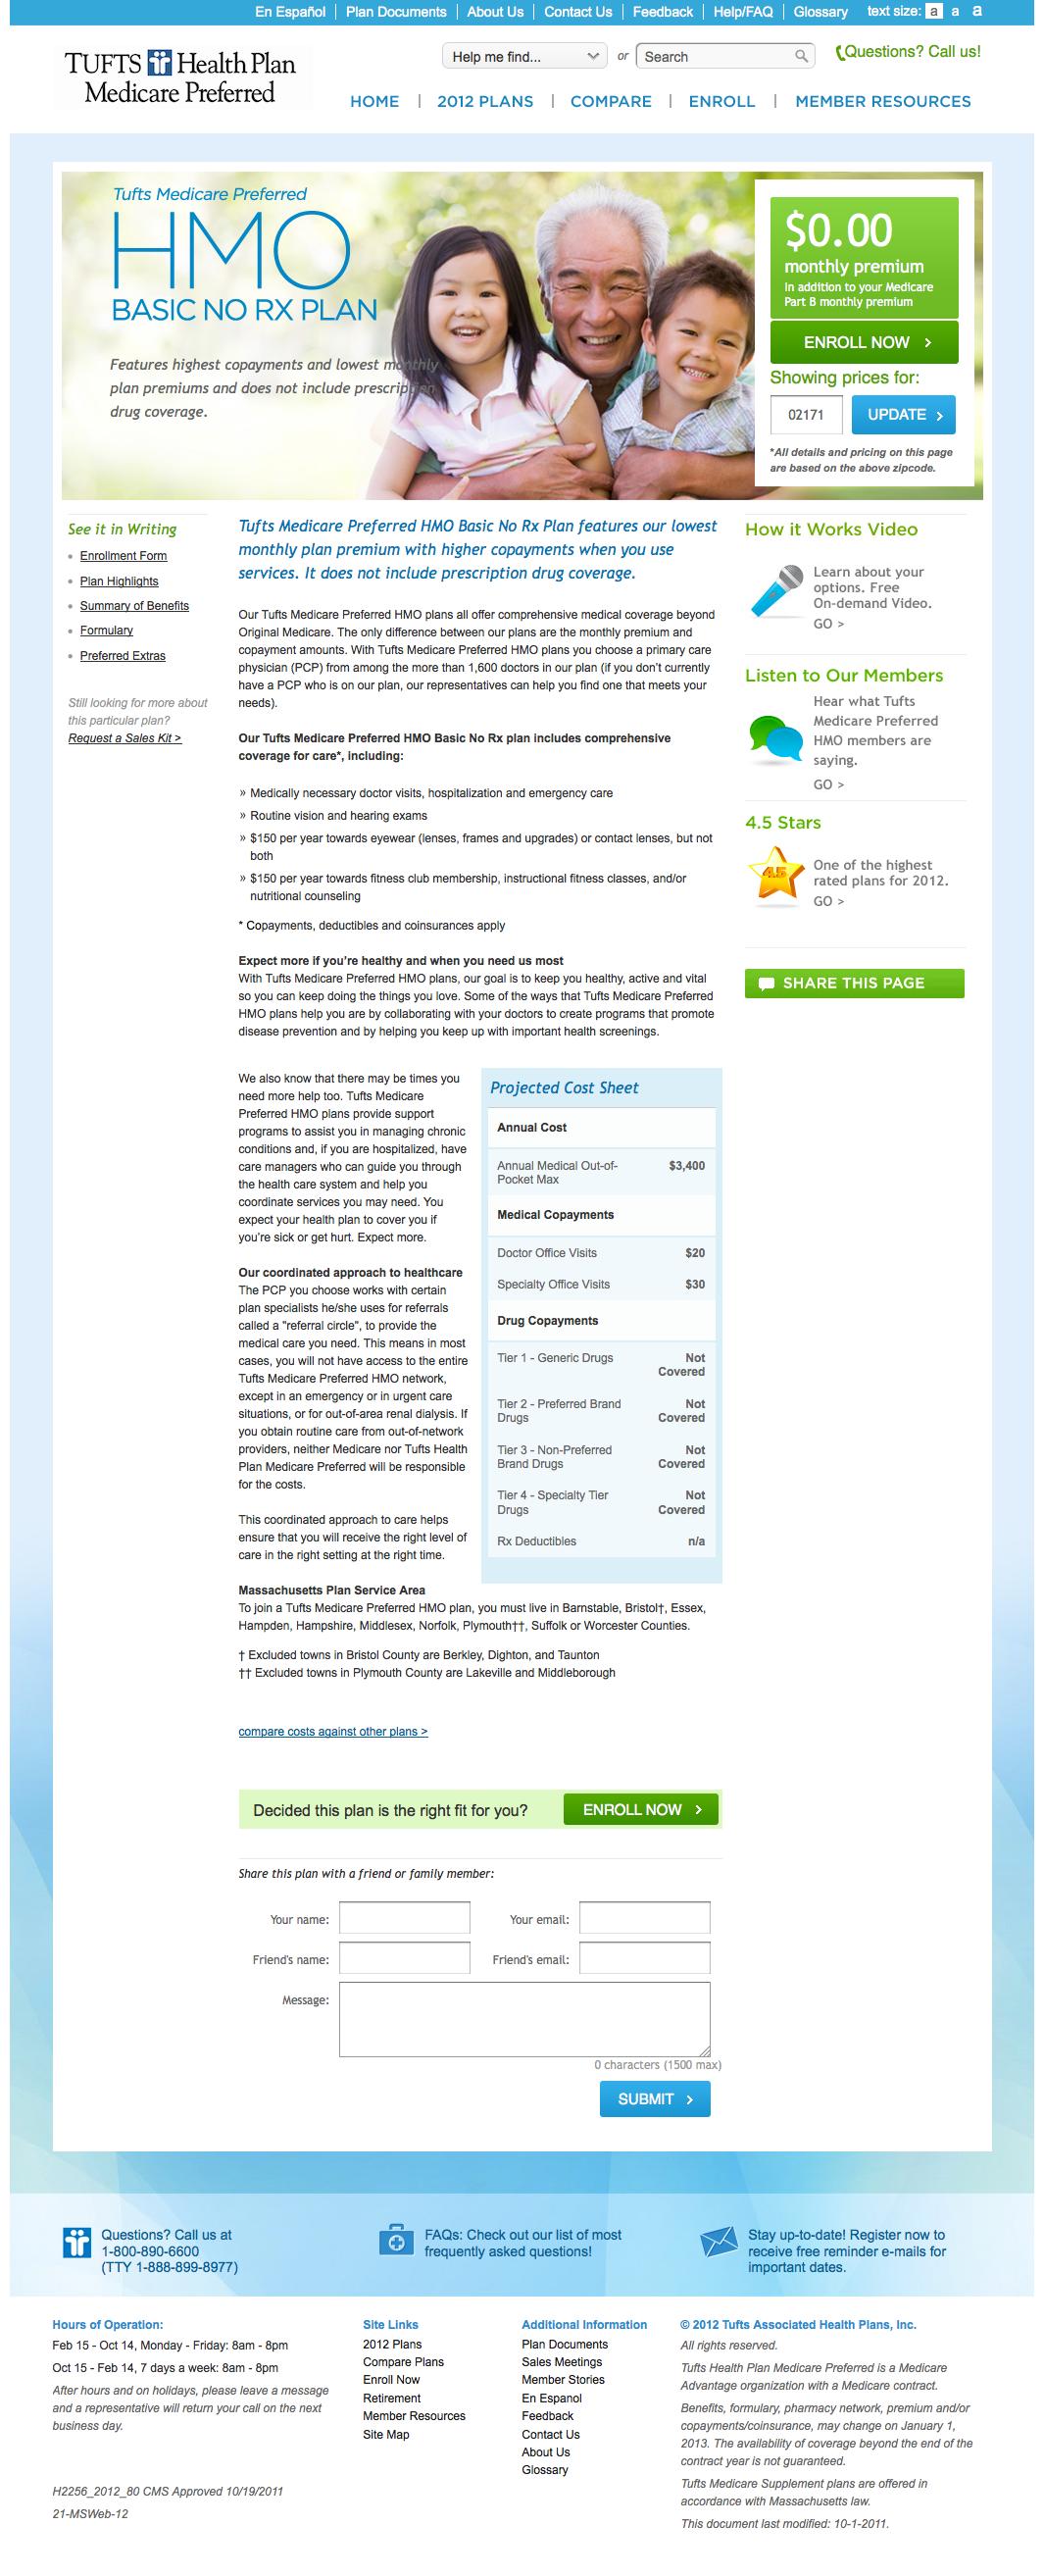 En Español | Plan Documents | About Us | Contact Us | Feedback | Help/FAQ | Glossary text size: a a a
TUFTS Health Plan
Medicare Preferred
Help me find... or Search Questions? Call us!
HOME | 2012 PLANS | COMPARE | ENROLL | MEMBER RESOURCES
Tufts Medicare Preferred
HMO
BASIC NO RX PLAN
Features highest copayments and lowest monthly
plan premiums and does not include prescription
drug coverage.
$0.00
monthly premium
in addition to your Medicare
Part B monthly premium
ENROLL NOW >
Showing prices for:
02171 UPDATE >
*All details and pricing on this page
are based on the above zipcode.
See it in Writing
• Enrollment Form
• Plan Highlights
• Summary of Benefits
• Formulary
• Preferred Extras
Still looking for more about
this particular plan?
Request a Sales Kit >
Tufts Medicare Preferred HMO Basic No Rx Plan features our lowest
monthly plan premium with higher copayments when you use
services. It does not include prescription drug coverage.
Our Tufts Medicare Preferred HMO plans all offer comprehensive medical coverage beyond
Original Medicare. The only difference between our plans are the monthly premium and
copayment amounts. With Tufts Medicare Preferred HMO plans you choose a primary care
physician (PCP) from among the more than 1,600 doctors in our plan (if you don't currently
have a PCP who is on our plan, our representatives can help you find one that meets your
needs).
Our Tufts Medicare Preferred HMO Basic No Rx plan includes comprehensive
coverage for care*, including:
» Medically necessary doctor visits, hospitalization and emergency care
» Routine vision and hearing exams
» $150 per year towards eyewear (lenses, frames and upgrades) or contact lenses, but not
both
» $150 per year towards fitness club membership, instructional fitness classes, and/or
nutritional counseling
* Copayments, deductibles and coinsurances apply
Expect more if you're healthy and when you need us most
With Tufts Medicare Preferred HMO plans, our goal is to keep you healthy, active and vital
so you can keep doing the things you love. Some of the ways that Tufts Medicare Preferred
HMO plans help you are by collaborating with your doctors to create programs that promote
disease prevention and by helping you keep up with important health screenings.
We also know that there may be times you
need more help too. Tufts Medicare
Preferred HMO plans provide support
programs to assist you in managing chronic
conditions and, if you are hospitalized, have
care managers who can guide you through
the health care system and help you
coordinate services you may need. You
expect your health plan to cover you if
you're sick or get hurt. Expect more.
Our coordinated approach to healthcare
The PCP you choose works with certain
plan specialists he/she uses for referrals
called a "referral circle", to provide the
medical care you need. This means in most
cases, you will not have access to the entire
Tufts Medicare Preferred HMO network,
except in an emergency or in urgent care
situations, or for out-of-area renal dialysis. If
you obtain routine care from out-of-network
providers, neither Medicare nor Tufts Health
Plan Medicare Preferred will be responsible
for the costs.
This coordinated approach to care helps
ensure that you will receive the right level of
care in the right setting at the right time.
Projected Cost Sheet
Annual Cost
Annual Medical Out-of- $3,400
Pocket Max
Medical Copayments
Doctor Office Visits $20
Specialty Office Visits $30
Drug Copayments
Tier 1 - Generic Drugs Not
Covered
Tier 2 - Preferred Brand Not
Drugs Covered
Tier 3 - Non-Preferred Not
Brand Drugs Covered
Tier 4 - Specialty Tier Not
Drugs Covered
Rx Deductibles n/a
Massachusetts Plan Service Area
To join a Tufts Medicare Preferred HMO plan, you must live in Barnstable, Bristol†, Essex,
Hampden, Hampshire, Middlesex, Norfolk, Plymouth††, Suffolk or Worcester Counties.
† Excluded towns in Bristol County are Berkley, Dighton, and Taunton
†† Excluded towns in Plymouth County are Lakeville and Middleborough
compare costs against other plans >
Decided this plan is the right fit for you? ENROLL NOW >
Share this plan with a friend or family member:
Your name: Your email:
Friend's name: Friend's email:
Message:
0 characters (1500 max)
SUBMIT >
How it Works Video
Learn about your
options. Free
On-demand Video.
GO >
Listen to Our Members
Hear what Tufts
Medicare Preferred
HMO members are
saying.
GO >
4.5 Stars
4.5
One of the highest
rated plans for 2012.
GO >
SHARE THIS PAGE
Questions? Call us at
1-800-890-6600
(TTY 1-888-899-8977)
FAQs: Check out our list of most
frequently asked questions!
Stay up-to-date! Register now to
receive free reminder e-mails for
important dates.
Hours of Operation:
Feb 15 - Oct 14, Monday - Friday: 8am - 8pm
Oct 15 - Feb 14, 7 days a week: 8am - 8pm
After hours and on holidays, please leave a message
and a representative will return your call on the next
business day.
H2256_2012_80 CMS Approved 10/19/2011
21-MSWeb-12
Site Links
2012 Plans
Compare Plans
Enroll Now
Retirement
Member Resources
Site Map
Additional Information
Plan Documents
Sales Meetings
Member Stories
En Espanol
Feedback
Contact Us
About Us
Glossary
© 2012 Tufts Associated Health Plans, Inc.
All rights reserved.
Tufts Health Plan Medicare Preferred is a Medicare
Advantage organization with a Medicare contract.
Benefits, formulary, pharmacy network, premium and/or
copayments/coinsurance, may change on January 1,
2013. The availability of coverage beyond the end of the
contract year is not guaranteed.
Tufts Medicare Supplement plans are offered in
accordance with Massachusetts law.
This document last modified: 10-1-2011.